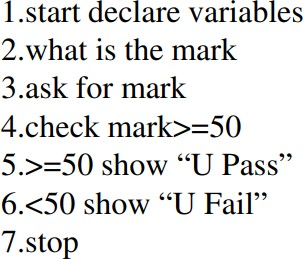 1.start declare variables
2.what is the mark
3.ask for mark
4.check mark>=50
5.>=50 show “U Pass”
6.<50 show “U Fail”
7.stop